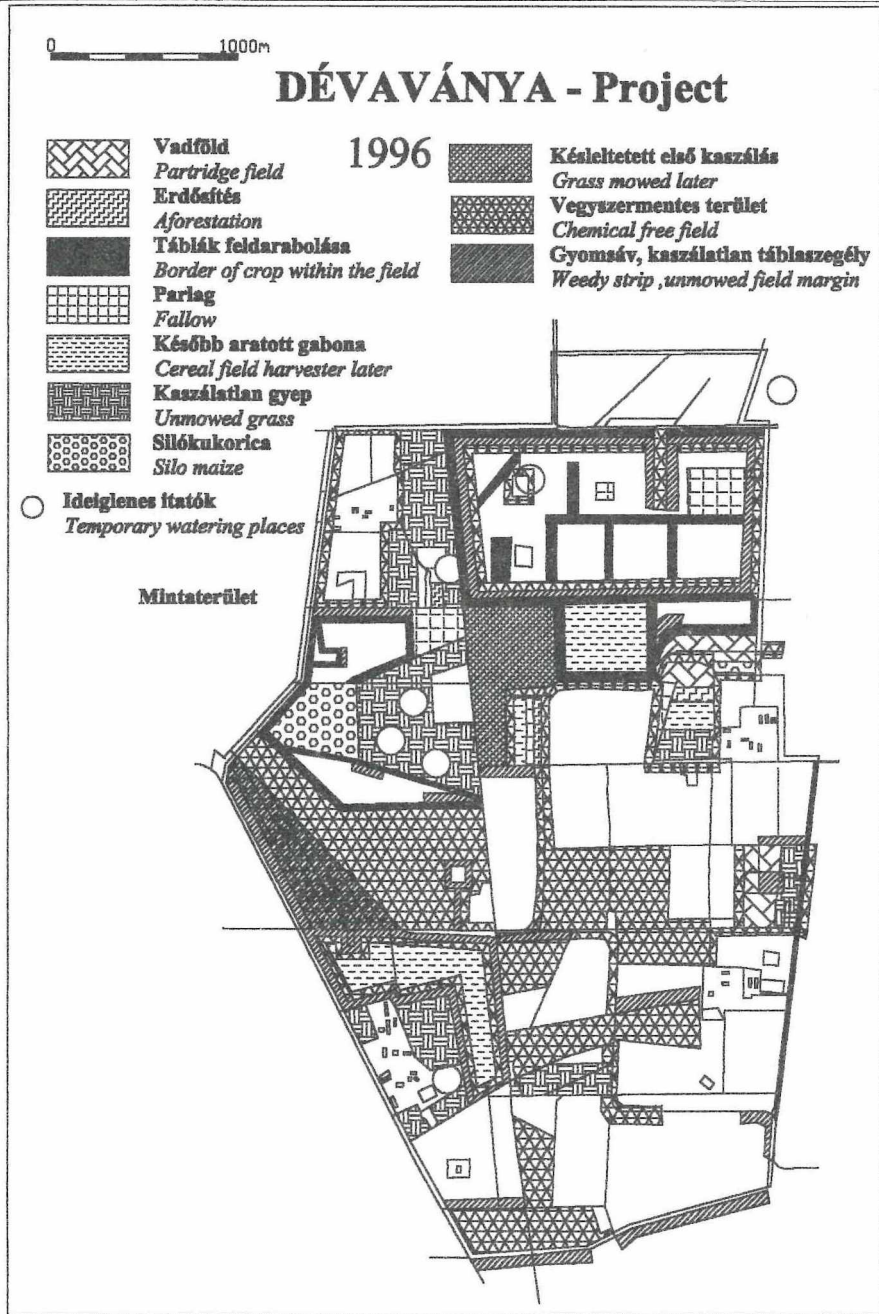 0 1000m
DÉVAVÁNYA - Project
1996
Vadföld
Partridge field
Erdősítés
Aforestation
Táblák feldarabolása
Border of crop within the field
Parlag
Fallow
Később aratott gabona
Cereal field harvester later
Kaszálatlan gyep
Unmowed grass
Silókukorica
Silo maize
Ideiglenes itatók
Temporary watering places
Késleltetett első kaszálás
Grass mowed later
Vegyszermentes terület
Chemical free field
Gyomsáv, kaszálatlan táblaszegély
Weedy strip ,unmowed field margin
Mintaterület